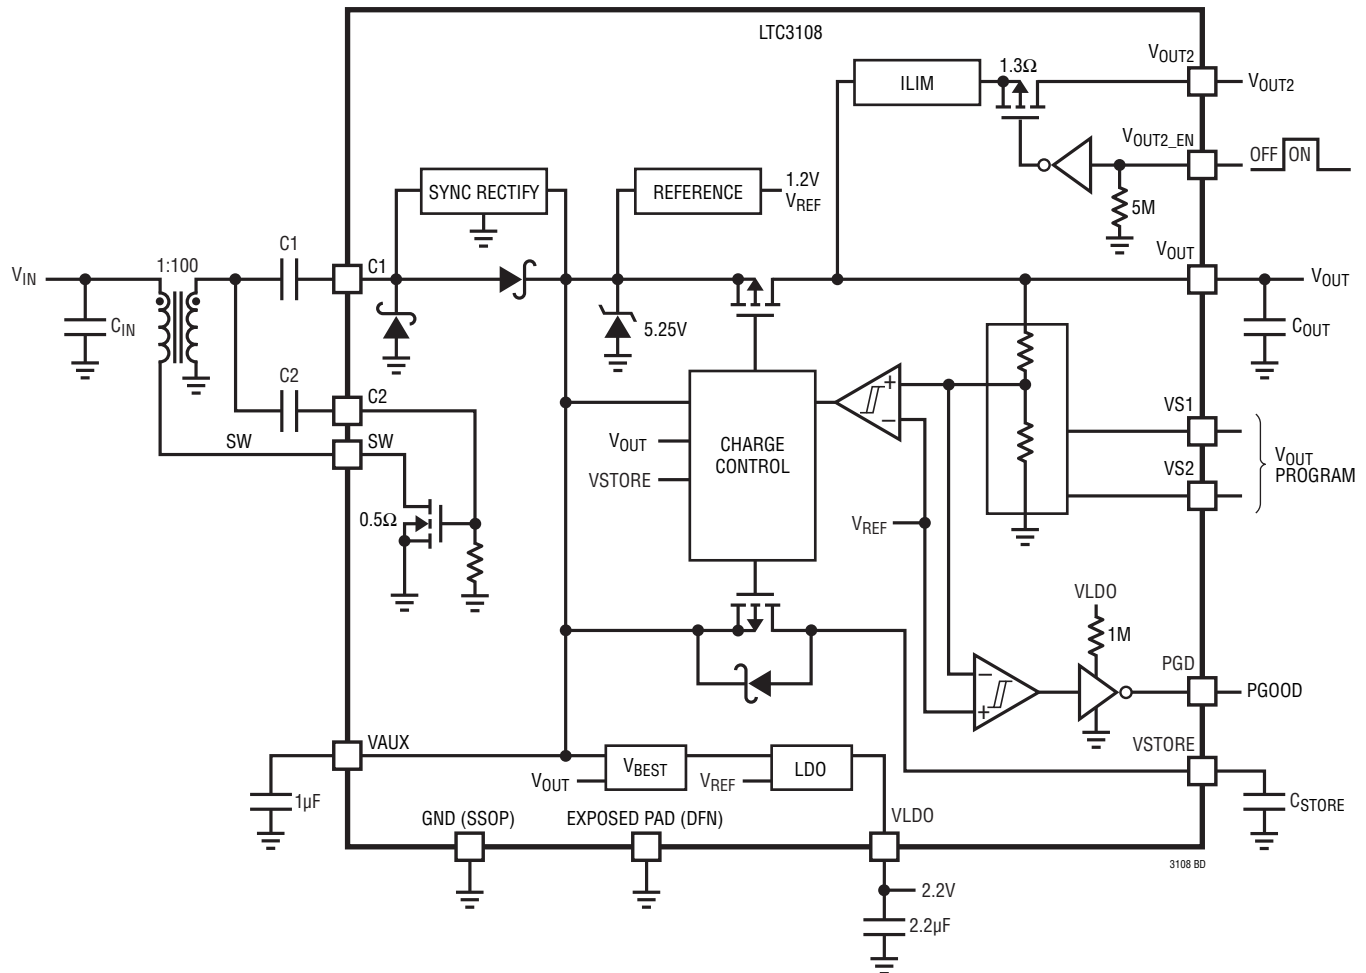 LTC3108
VOUT2
1.3Ω
ILIM
VOUT2
VOUT2_EN
OFF ON
SYNC RECTIFY
REFERENCE
1.2V
VREF
5M
C1
VOUT
1:100
C1
VIN
VOUT
CIN
5.25V
COUT
C2
C2
+
–
VS1
SW
SW
VOUT
CHARGE
CONTROL
VOUT
PROGRAM
VSTORE
VS2
0.5Ω
VREF
VLDO
1M
PGD
–
+
PGOOD
VAUX
VSTORE
VBEST
LDO
VOUT
VREF
1µF
CSTORE
GND (SSOP)
EXPOSED PAD (DFN)
VLDO
3108 BD
2.2V
2.2µF